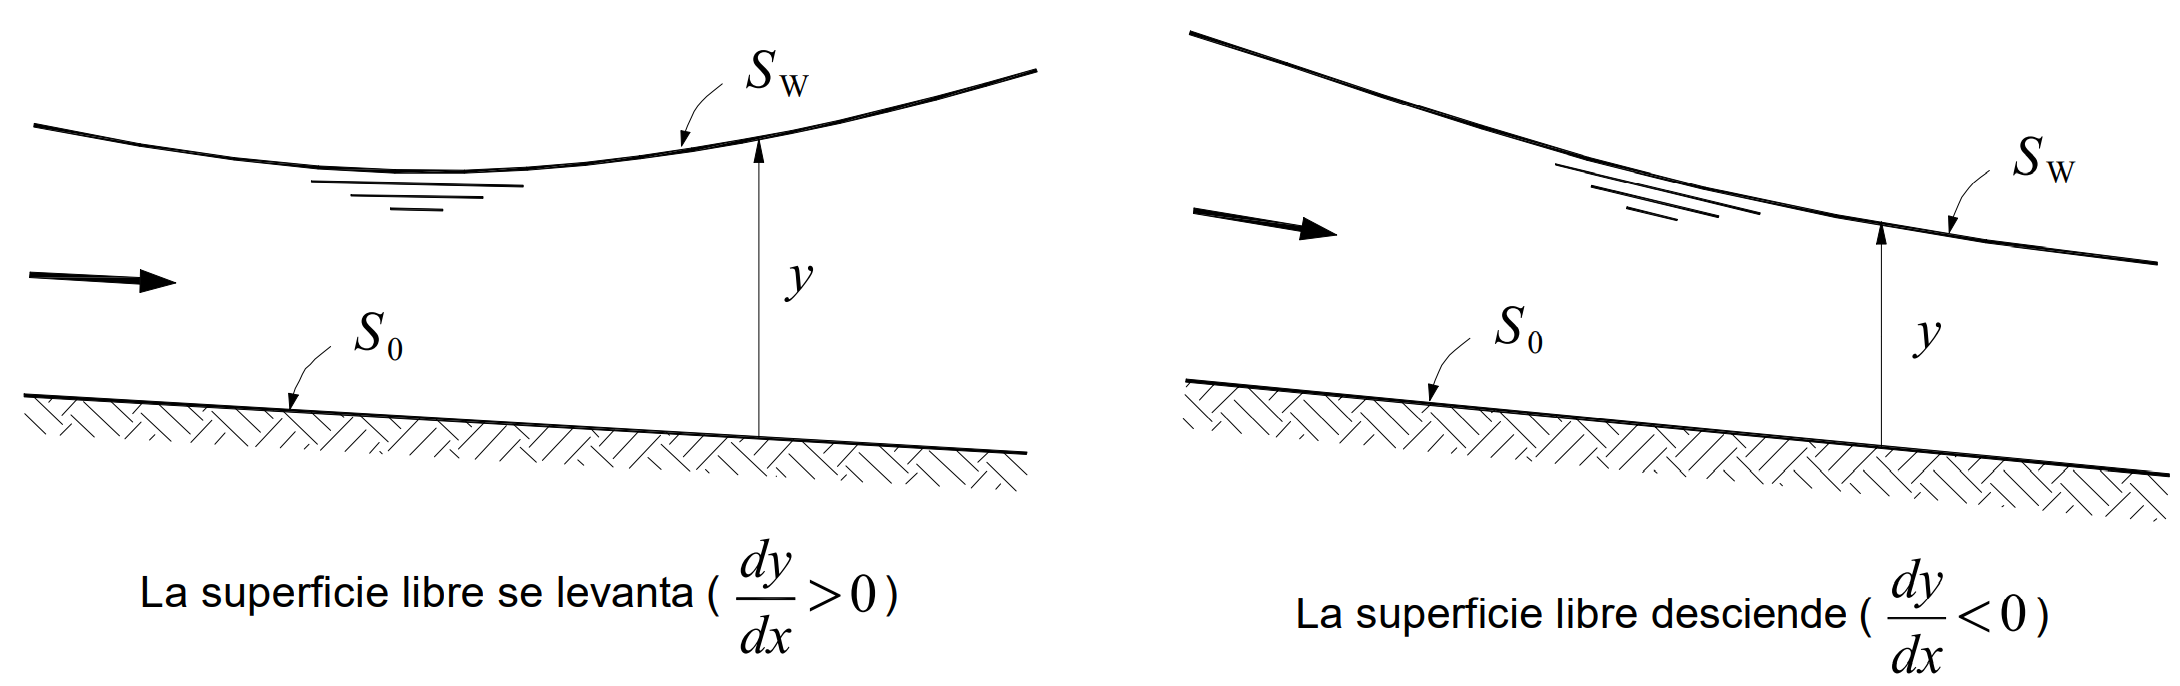 S_W
y
S_0
La superficie libre se levanta ( \frac{dy}{dx} > 0 )
S_W
y
S_0
La superficie libre desciende ( \frac{dy}{dx} < 0 )